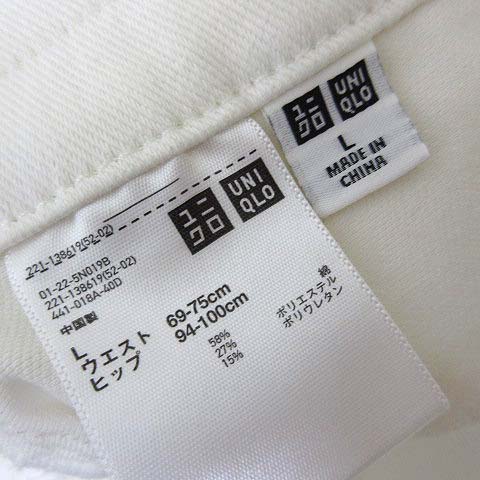 ユニ
クロ
UNI
QLO
L
MADE IN
CHINA
ユニ
クロ
UNI
QLO
221-138619(52-02)
01-22-5N019B
221-138619(52-02)
441-018A-40D
中国製
L
ウエスト 69-75cm
ヒップ 94-100cm
綿 58%
ポリエステル 27%
ポリウレタン 15%